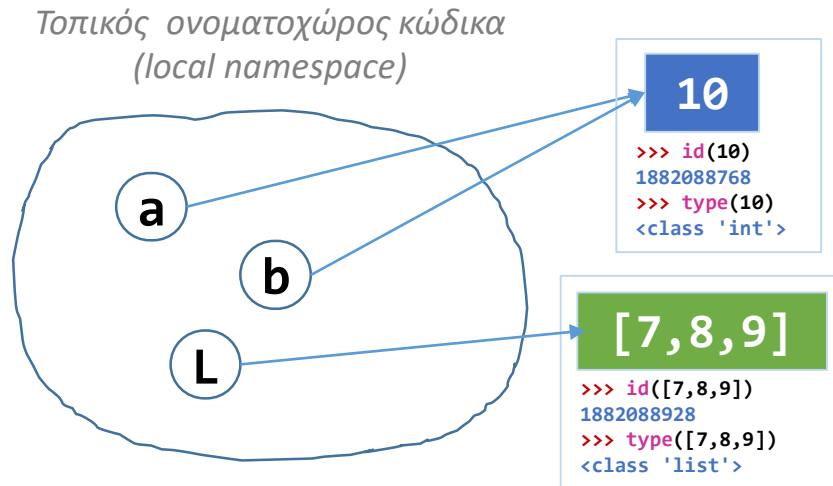 Τοπικός ονοματοχώρος κώδικα
(local namespace)
a
b
L
10
>>> id(10)
1882088768
>>> type(10)
<class 'int'>
[7,8,9]
>>> id([7,8,9])
1882088928
>>> type([7,8,9])
<class 'list'>